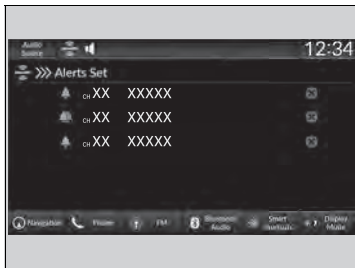 Audio Source
12:34
Alerts Set
CH XX XXXXX
CH XX XXXXX
CH XX XXXXX
Navigation Phone FM Bluetooth Audio Smart Shortcuts Display Mode